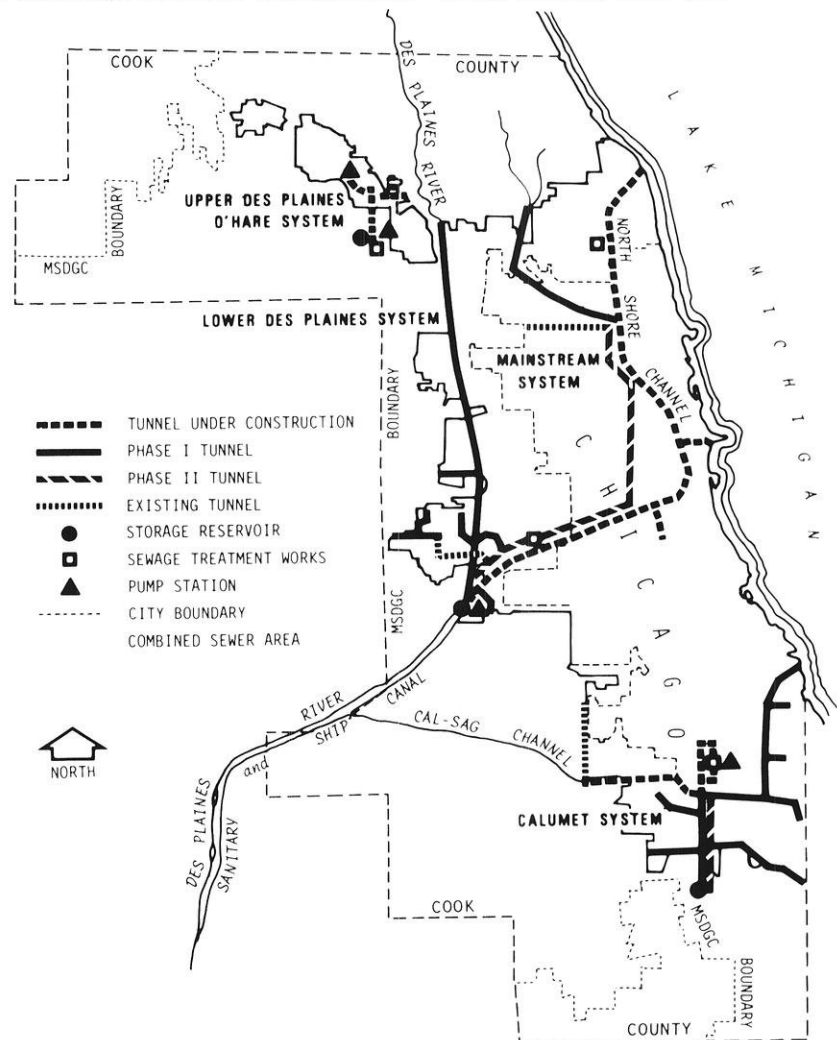 COOK
COUNTY
DES PLAINES RIVER
LAKE MICHIGAN
UPPER DES PLAINES
O'HARE SYSTEM
BOUNDARY
MSDGC
NORTH
SHORE
CHANNEL
LOWER DES PLAINES SYSTEM
MAINSTREAM
SYSTEM
BOUNDARY
MSDGC
CHICAGO
TUNNEL UNDER CONSTRUCTION
PHASE I TUNNEL
PHASE II TUNNEL
EXISTING TUNNEL
STORAGE RESERVOIR
SEWAGE TREATMENT WORKS
PUMP STATION
CITY BOUNDARY
COMBINED SEWER AREA
NORTH
RIVER
and
SHIP
CANAL
CAL-SAG
CHANNEL
DES PLAINES
SANITARY
CALUMET SYSTEM
MSDGC
BOUNDARY
COOK
COUNTY